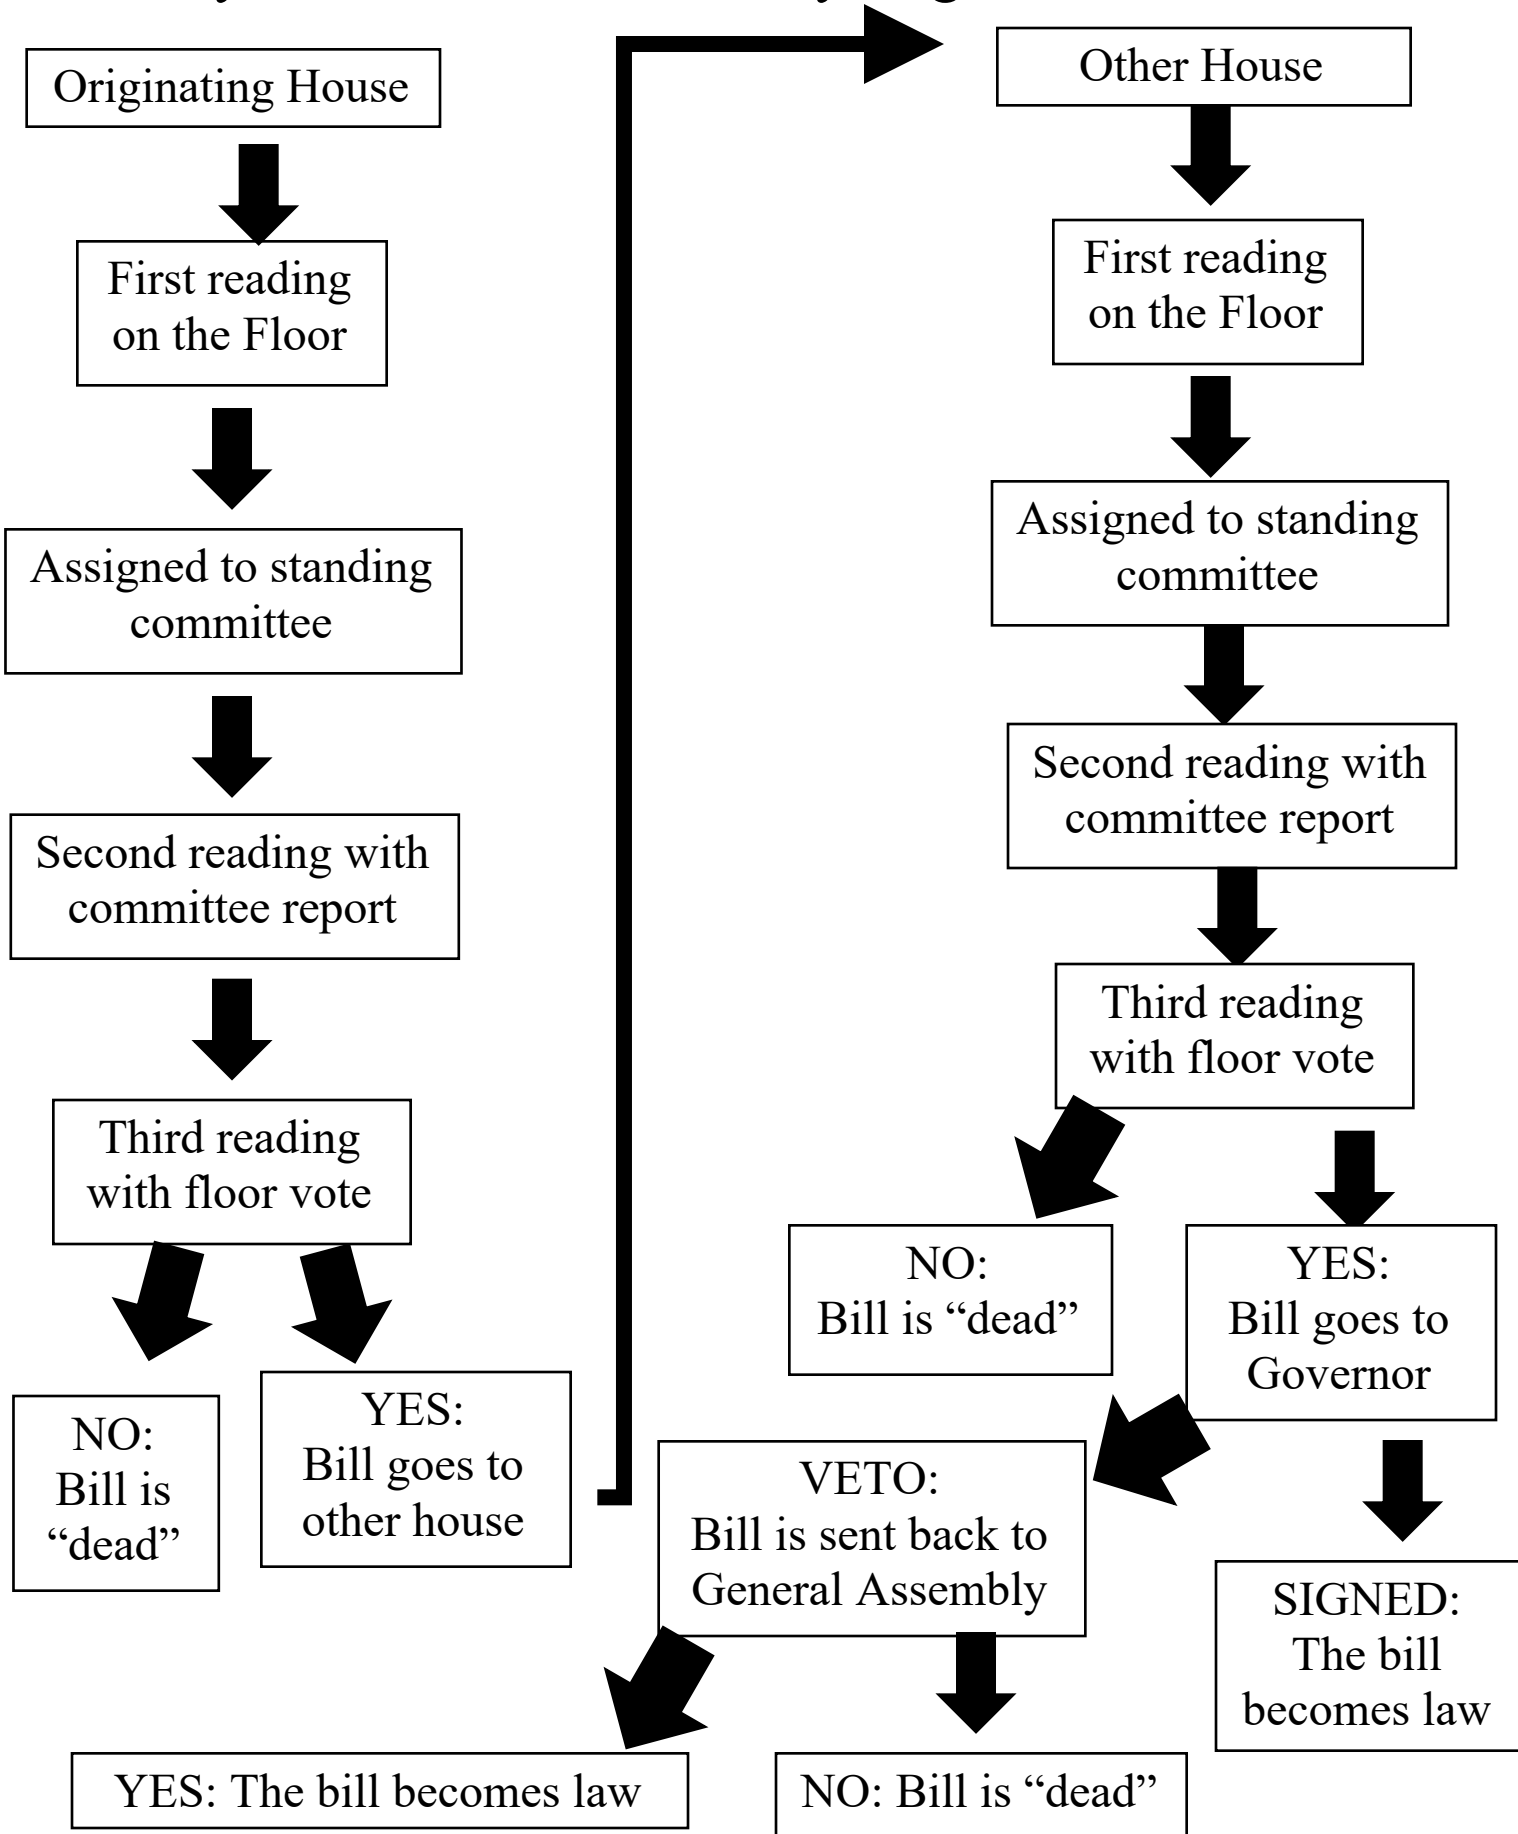 Originating House
First reading
on the Floor
Assigned to standing
committee
Second reading with
committee report
Third reading
with floor vote
NO:
Bill is
“dead”
YES:
Bill goes to
other house
Other House
First reading
on the Floor
Assigned to standing
committee
Second reading with
committee report
Third reading
with floor vote
NO:
Bill is “dead”
YES:
Bill goes to
Governor
VETO:
Bill is sent back to
General Assembly
SIGNED:
The bill
becomes law
YES: The bill becomes law
NO: Bill is “dead”